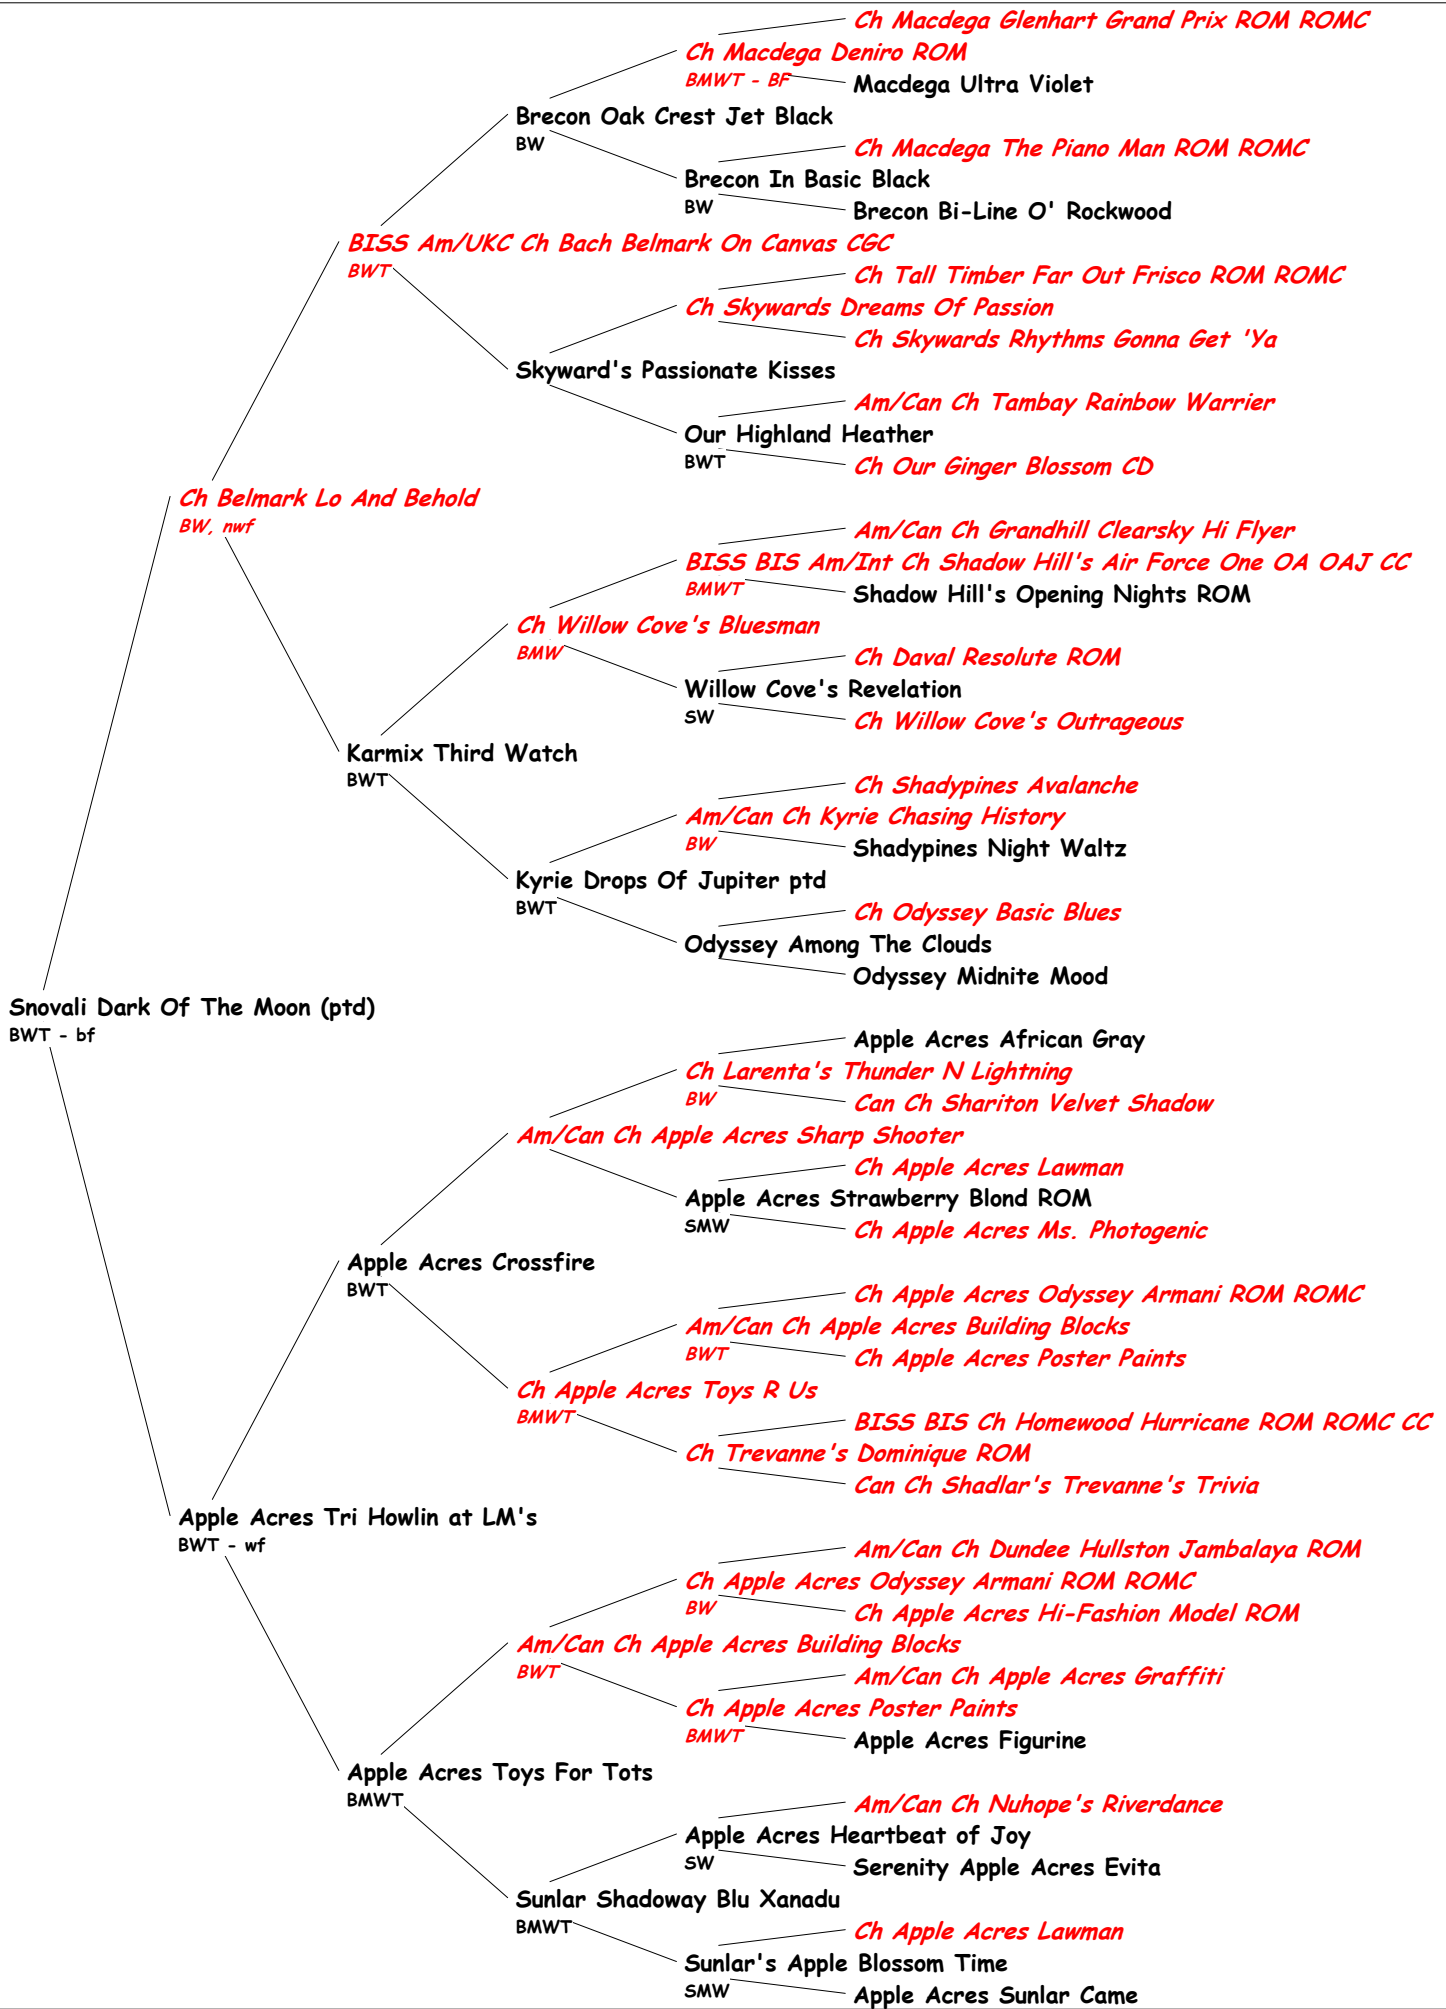 Ch Macdega Glenhart Grand Prix ROM ROMC
Ch Macdega Deniro ROM
BMWT - BF
Macdega Ultra Violet
Brecon Oak Crest Jet Black
BW
Ch Macdega The Piano Man ROM ROMC
Brecon In Basic Black
BW
Brecon Bi-Line O' Rockwood
BISS Am/UKC Ch Bach Belmark On Canvas CGC
BWT
Ch Tall Timber Far Out Frisco ROM ROMC
Ch Skywards Dreams Of Passion
Ch Skywards Rhythms Gonna Get 'Ya
Skyward's Passionate Kisses
Am/Can Ch Tambay Rainbow Warrier
Our Highland Heather
BWT
Ch Our Ginger Blossom CD
Ch Belmark Lo And Behold
BW, nwf
Am/Can Ch Grandhill Clearsky Hi Flyer
BISS BIS Am/Int Ch Shadow Hill's Air Force One OA OAJ CC
BMWT
Shadow Hill's Opening Nights ROM
Ch Willow Cove's Bluesman
BMW
Ch Daval Resolute ROM
Willow Cove's Revelation
SW
Ch Willow Cove's Outrageous
Karmix Third Watch
BWT
Ch Shadypines Avalanche
Am/Can Ch Kyrie Chasing History
BW
Shadypines Night Waltz
Kyrie Drops Of Jupiter ptd
BWT
Ch Odyssey Basic Blues
Odyssey Among The Clouds
Odyssey Midnite Mood
Snovali Dark Of The Moon (ptd)
BWT - bf
Apple Acres African Gray
Ch Larenta's Thunder N Lightning
BW
Can Ch Shariton Velvet Shadow
Am/Can Ch Apple Acres Sharp Shooter
Ch Apple Acres Lawman
Apple Acres Strawberry Blond ROM
SMW
Ch Apple Acres Ms. Photogenic
Apple Acres Crossfire
BWT
Ch Apple Acres Odyssey Armani ROM ROMC
Am/Can Ch Apple Acres Building Blocks
BWT
Ch Apple Acres Poster Paints
Ch Apple Acres Toys R Us
BMWT
BISS BIS Ch Homewood Hurricane ROM ROMC CC
Ch Trevanne's Dominique ROM
Can Ch Shadlar's Trevanne's Trivia
Apple Acres Tri Howlin at LM's
BWT - wf
Am/Can Ch Dundee Hullston Jambalaya ROM
Ch Apple Acres Odyssey Armani ROM ROMC
BW
Ch Apple Acres Hi-Fashion Model ROM
Am/Can Ch Apple Acres Building Blocks
BWT
Am/Can Ch Apple Acres Graffiti
Ch Apple Acres Poster Paints
BMWT
Apple Acres Figurine
Apple Acres Toys For Tots
BMWT
Am/Can Ch Nuhope's Riverdance
Apple Acres Heartbeat of Joy
SW
Serenity Apple Acres Evita
Sunlar Shadoway Blu Xanadu
BMWT
Ch Apple Acres Lawman
Sunlar's Apple Blossom Time
SMW
Apple Acres Sunlar Came